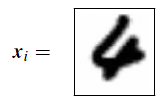 xᵢ = 4